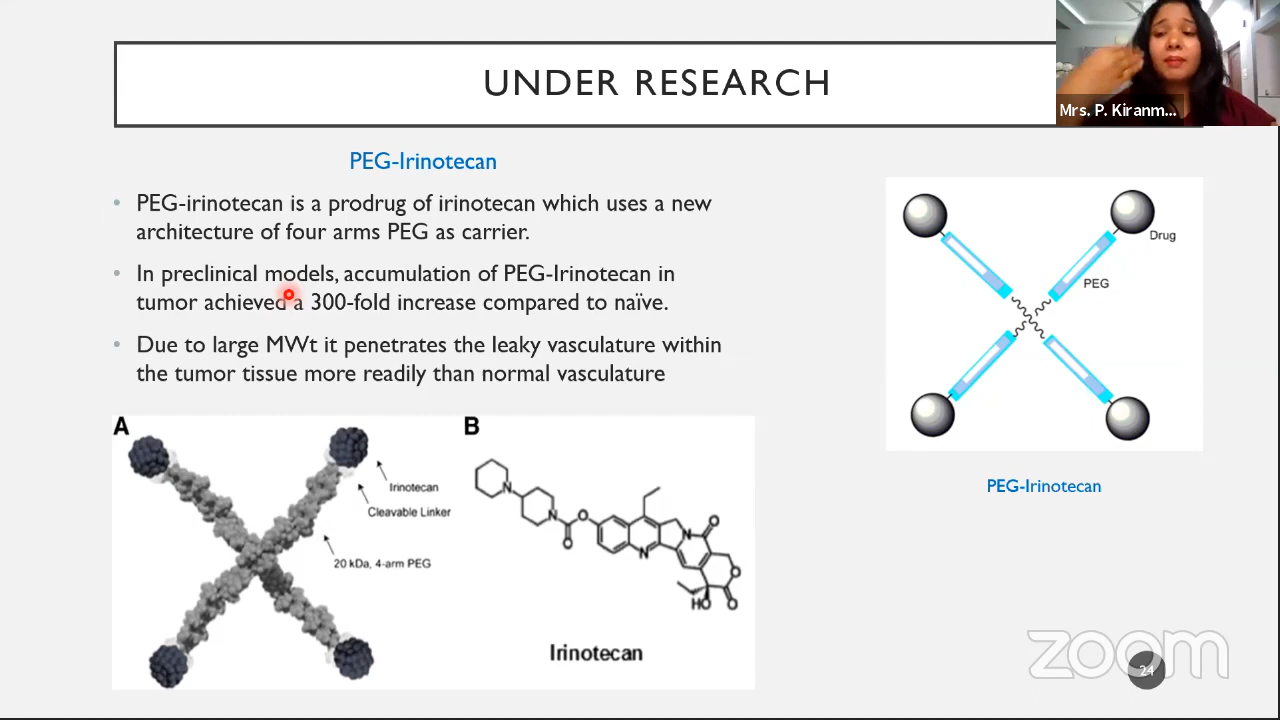 UNDER RESEARCH
Mrs. P. Kiranm...
PEG-Irinotecan
• PEG-irinotecan is a prodrug of irinotecan which uses a new
architecture of four arms PEG as carrier.
• In preclinical models, accumulation of PEG-Irinotecan in
tumor achieved a 300-fold increase compared to naïve.
• Due to large MWt it penetrates the leaky vasculature within
the tumor tissue more readily than normal vasculature
Drug
PEG
PEG-Irinotecan
A
Irinotecan
Cleavable Linker
20 kDa, 4-arm PEG
B
N
N
O
O
N
N
O
O
HO
O
Irinotecan
zoom
24